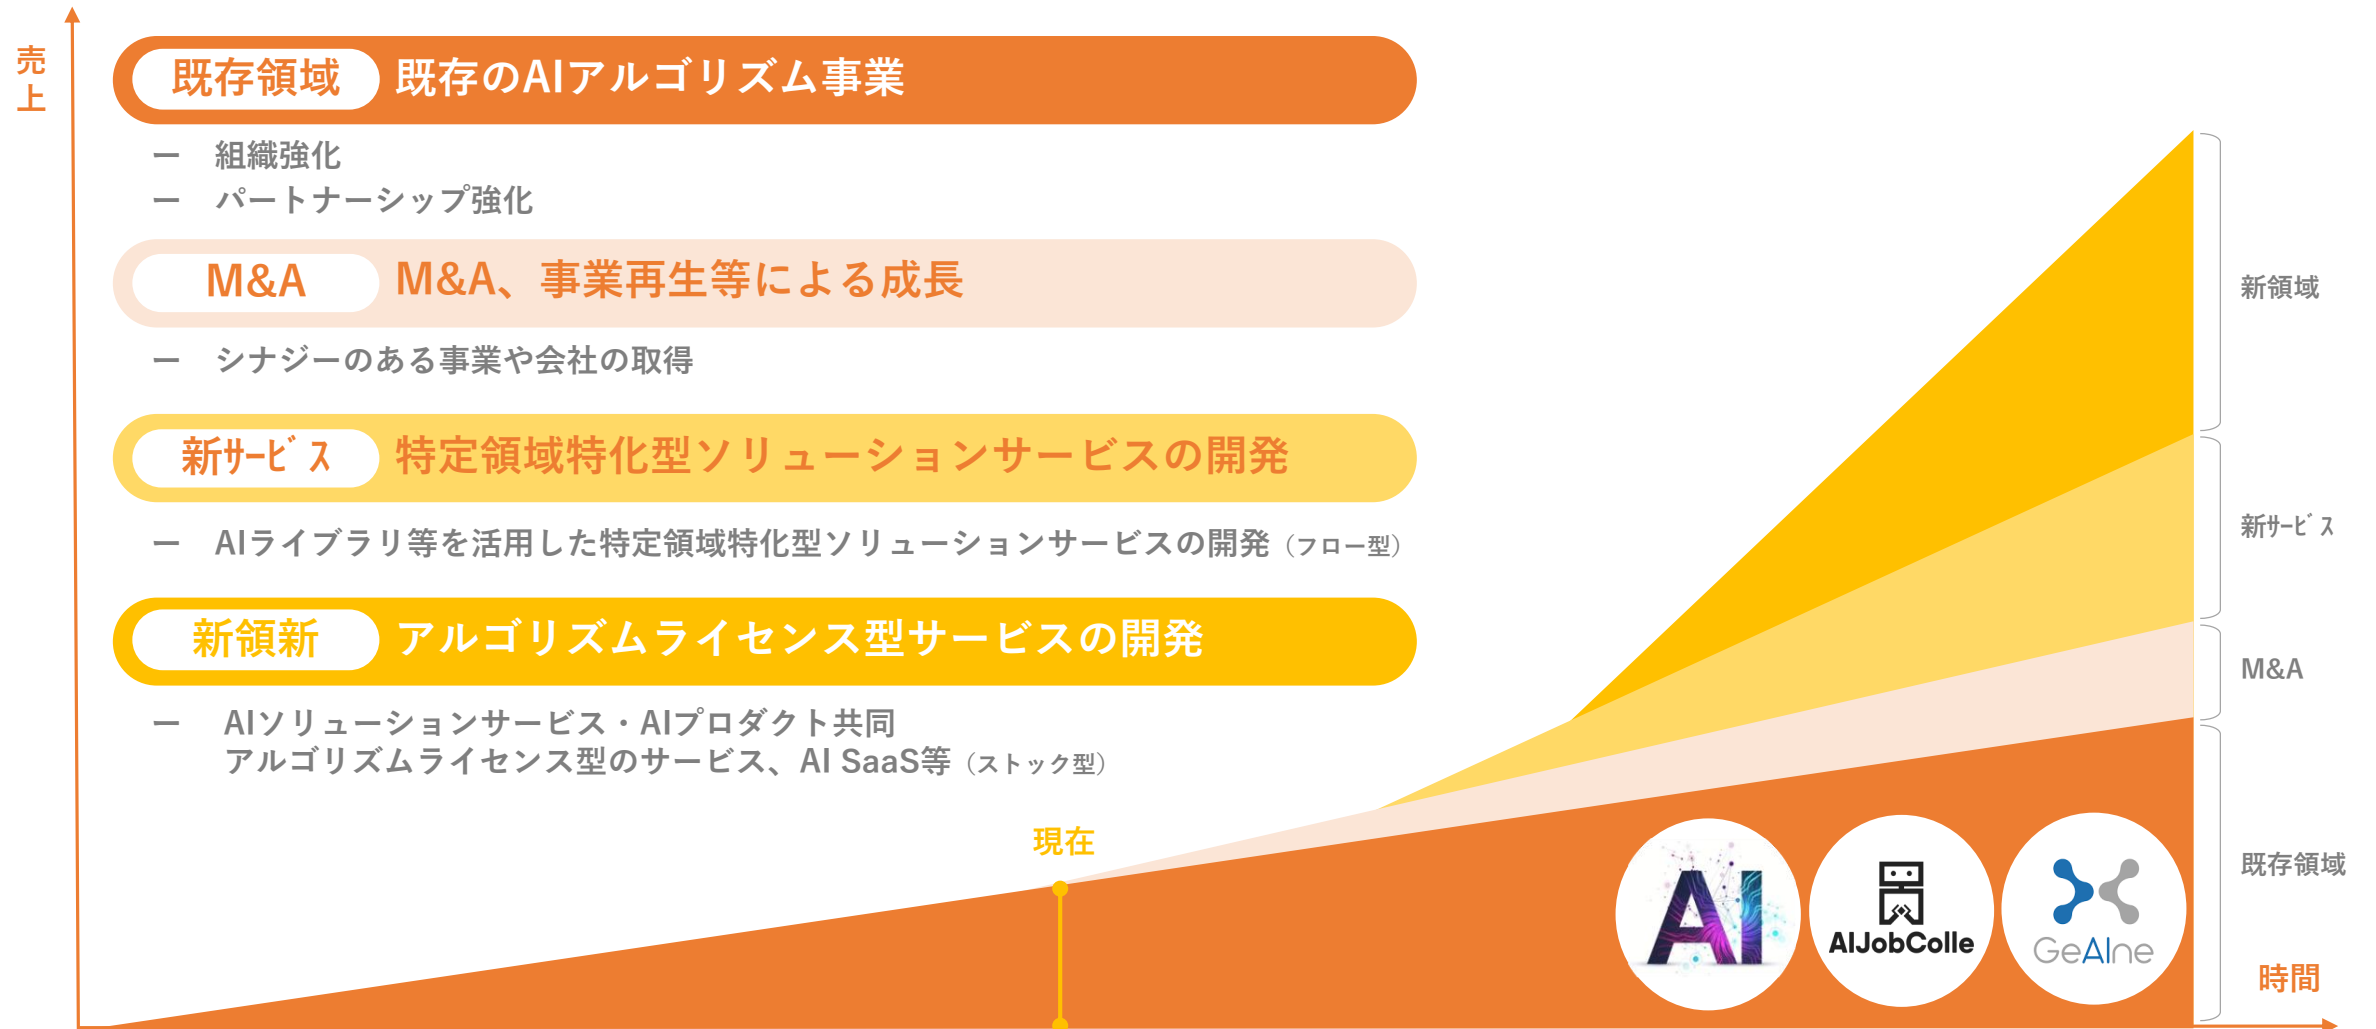 売上
既存領域 既存のAIアルゴリズム事業
ー 組織強化
ー パートナーシップ強化
M&A M&A、事業再生等による成長
ー シナジーのある事業や会社の取得
新ｻｰﾋﾞｽ 特定領域特化型ソリューションサービスの開発
ー AIライブラリ等を活用した特定領域特化型ソリューションサービスの開発（フロー型）
新領新 アルゴリズムライセンス型サービスの開発
ー AIソリューションサービス・AIプロダクト共同
アルゴリズムライセンス型のサービス、AI SaaS等（ストック型）
現在
新領域
新ｻｰﾋﾞｽ
M&A
既存領域
AI
AIJobColle
GeAIne
時間